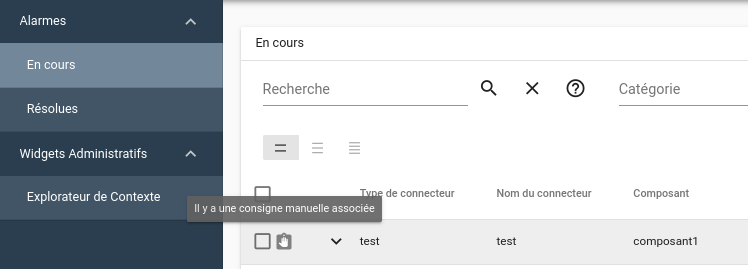 Alarmes
En cours
Résolues
Widgets Administratifs
Explorateur de Contexte
En cours
Recherche
Catégorie
Type de connecteur
Nom du connecteur
Composant
Il y a une consigne manuelle associée
test
test
composant1